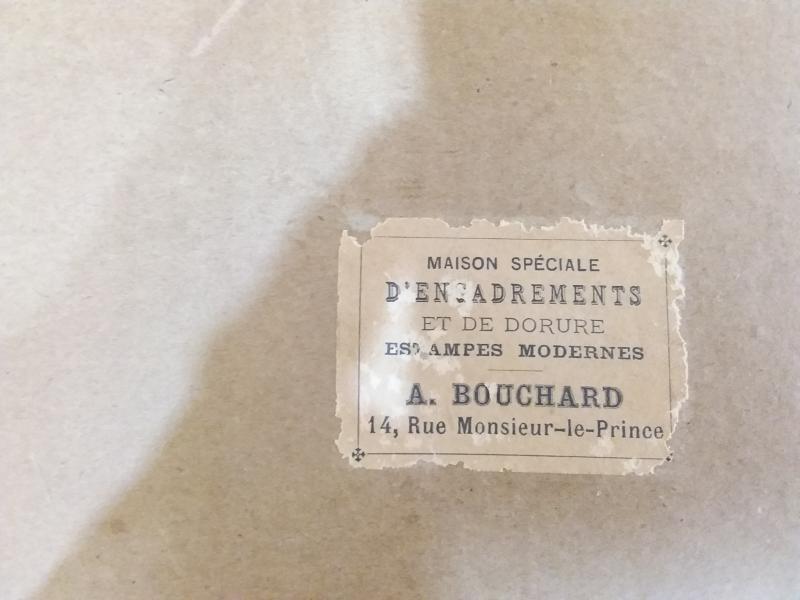 MAISON SPÉCIALE
D'ENCADREMENTS
ET DE DORURE
ESTAMPES MODERNES
A. BOUCHARD
14, Rue Monsieur-le-Prince